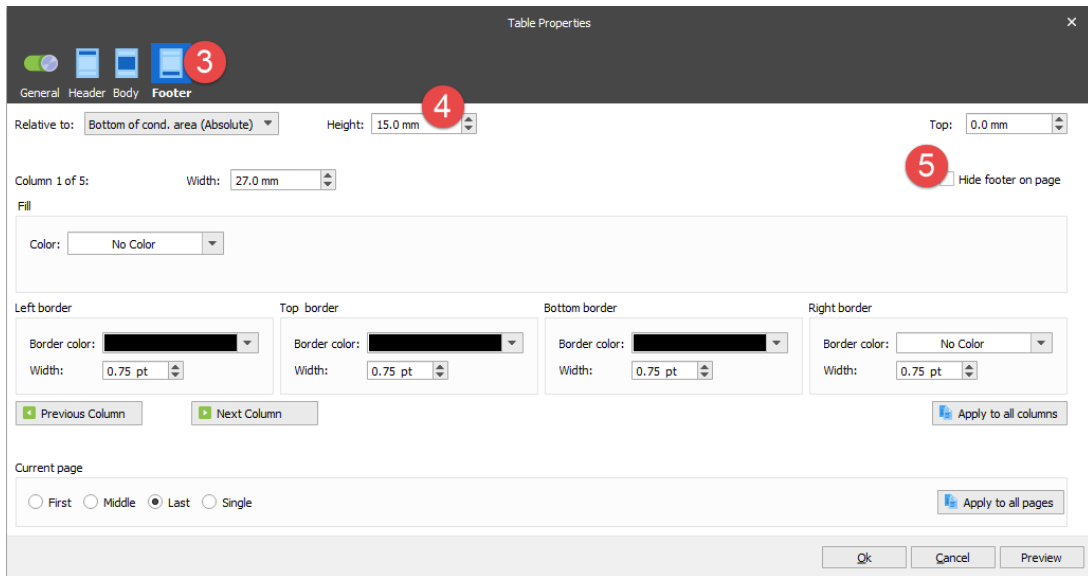 Table Properties
3
General Header Body Footer
4
Relative to: Bottom of cond. area (Absolute) Height: 15.0 mm Top: 0.0 mm
5
Column 1 of 5: Width: 27.0 mm Hide footer on page
Fill
Color: No Color
Left border Top border Bottom border Right border
Border color: Border color: Border color: Border color: No Color
Width: 0.75 pt Width: 0.75 pt Width: 0.75 pt Width: 0.75 pt
Previous Column Next Column Apply to all columns
Current page
First Middle Last Single Apply to all pages
Ok Cancel Preview